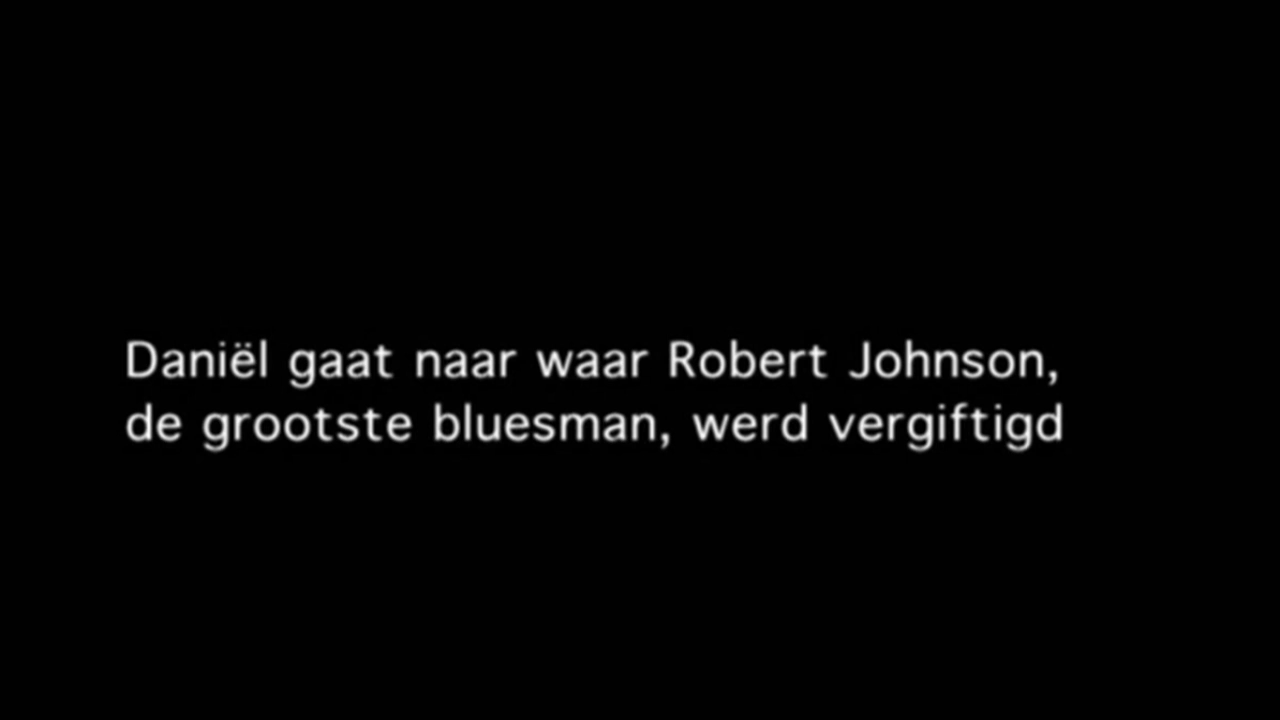 Daniël gaat naar waar Robert Johnson,
de grootste bluesman, werd vergiftigd